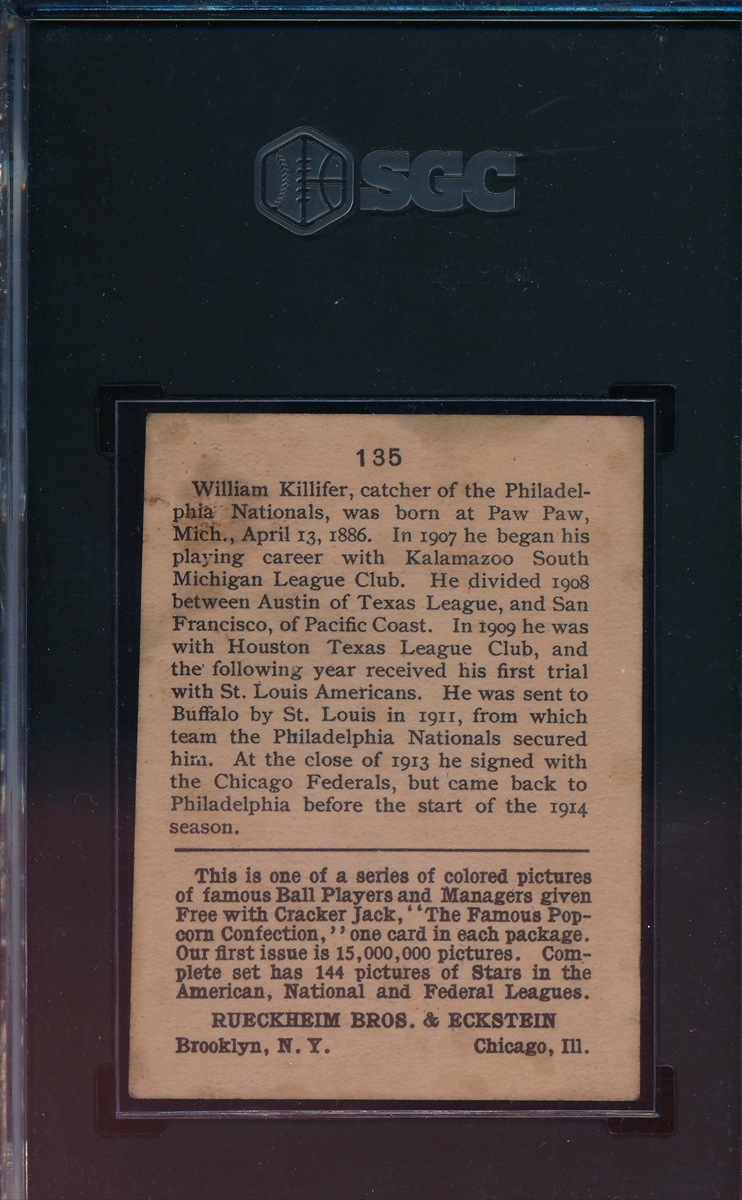 SGC
135
William Killifer, catcher of the Philadel-
phia Nationals, was born at Paw Paw,
Mich., April 13, 1886. In 1907 he began his
playing career with Kalamazoo South
Michigan League Club. He divided 1908
between Austin of Texas League, and San
Francisco, of Pacific Coast. In 1909 he was
with Houston Texas League Club, and
the following year received his first trial
with St. Louis Americans. He was sent to
Buffalo by St. Louis in 1911, from which
team the Philadelphia Nationals secured
him. At the close of 1913 he signed with
the Chicago Federals, but came back to
Philadelphia before the start of the 1914
season.
This is one of a series of colored pictures
of famous Ball Players and Managers given
Free with Cracker Jack, "The Famous Pop-
corn Confection," one card in each package.
Our first issue is 15,000,000 pictures. Com-
plete set has 144 pictures of Stars in the
American, National and Federal Leagues.
RUECKHEIM BROS. & ECKSTEIN
Brooklyn, N. Y. Chicago, Ill.